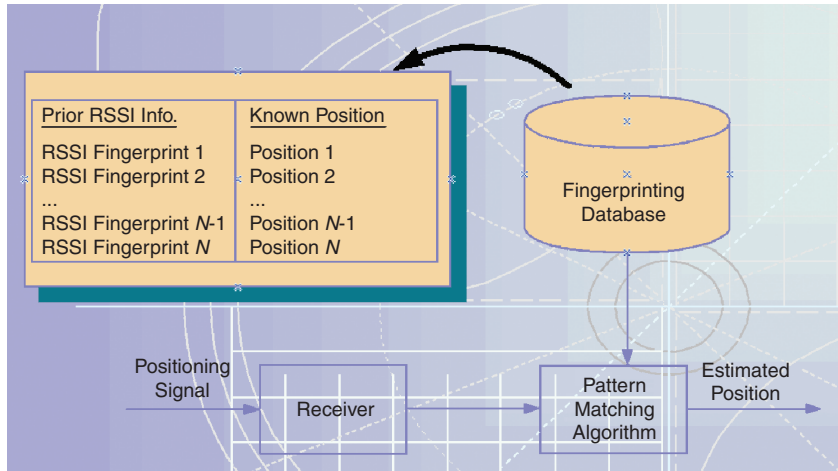 Prior RSSI Info.
Known Position
RSSI Fingerprint 1
Position 1
RSSI Fingerprint 2
Position 2
...
...
RSSI Fingerprint N-1
Position N-1
RSSI Fingerprint N
Position N
Fingerprinting
Database
Positioning
Signal
Receiver
Pattern
Matching
Algorithm
Estimated
Position